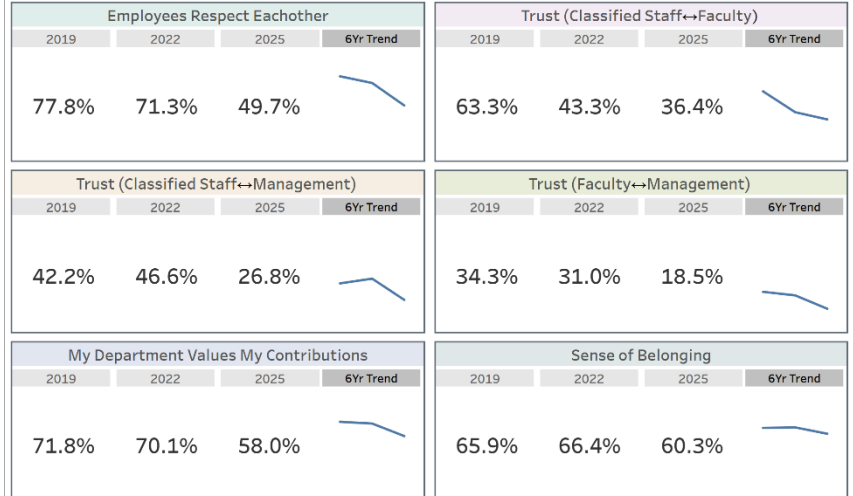 Employees Respect Eachother
2019 2022 2025 6Yr Trend
77.8% 71.3% 49.7%
Trust (Classified Staff↔Faculty)
2019 2022 2025 6Yr Trend
63.3% 43.3% 36.4%
Trust (Classified Staff↔Management)
2019 2022 2025 6Yr Trend
42.2% 46.6% 26.8%
Trust (Faculty↔Management)
2019 2022 2025 6Yr Trend
34.3% 31.0% 18.5%
My Department Values My Contributions
2019 2022 2025 6Yr Trend
71.8% 70.1% 58.0%
Sense of Belonging
2019 2022 2025 6Yr Trend
65.9% 66.4% 60.3%